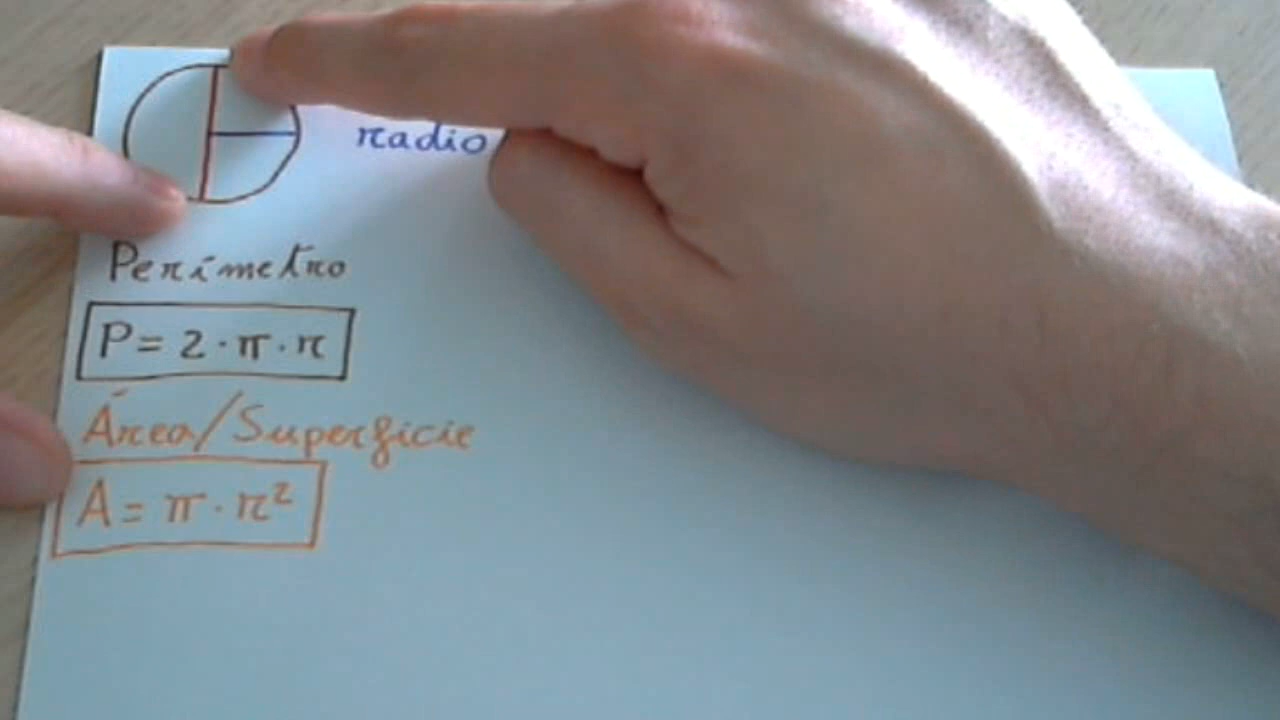 radio
Perímetro
P = 2 · π · r
Área/Superficie
A = π · r²